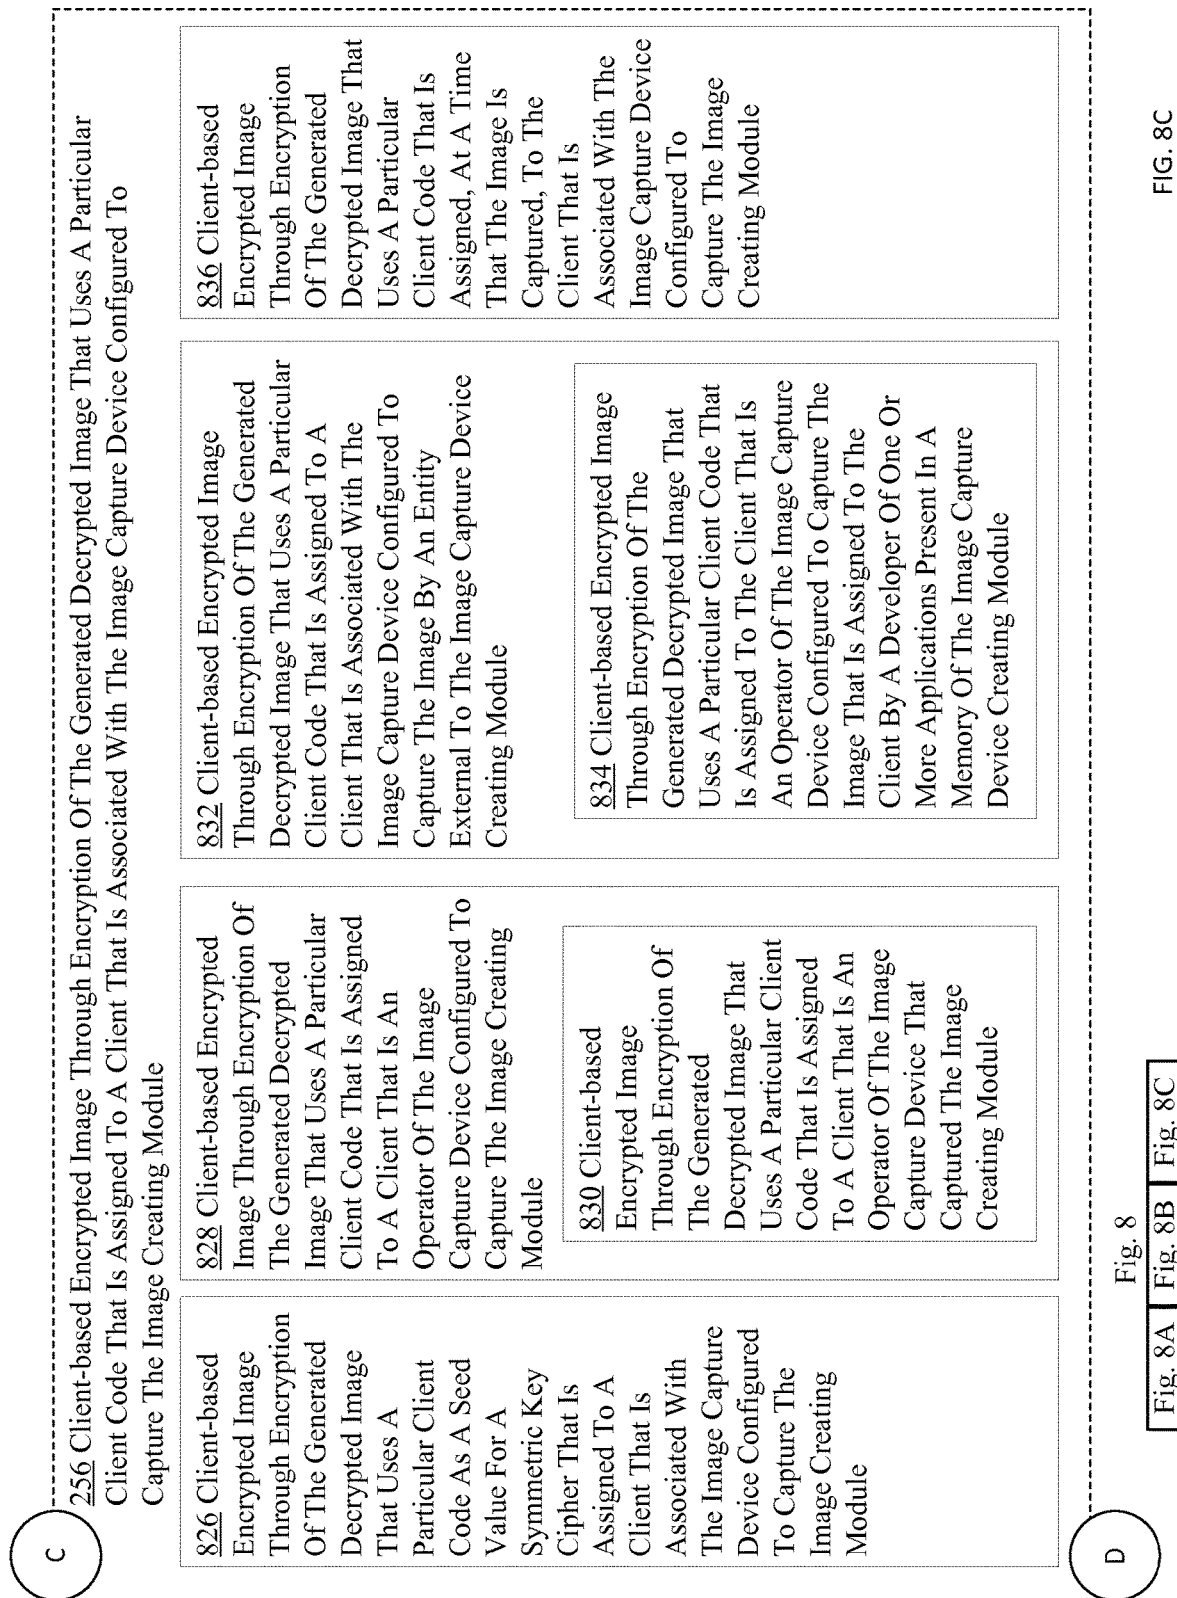 C
256 Client-based Encrypted Image Through Encryption Of The Generated Decrypted Image That Uses A Particular
Client Code That Is Assigned To A Client That Is Associated With The Image Capture Device Configured To
Capture The Image Creating Module
826 Client-based
Encrypted Image
Through Encryption
Of The Generated
Decrypted Image
That Uses A
Particular Client
Code As A Seed
Value For A
Symmetric Key
Cipher That Is
Assigned To A
Client That Is
Associated With
The Image Capture
Device Configured
To Capture The
Image Creating
Module
828 Client-based Encrypted
Image Through Encryption Of
The Generated Decrypted
Image That Uses A Particular
Client Code That Is Assigned
To A Client That Is An
Operator Of The Image
Capture Device Configured To
Capture The Image Creating
Module
830 Client-based
Encrypted Image
Through Encryption Of
The Generated
Decrypted Image That
Uses A Particular Client
Code That Is Assigned
To A Client That Is An
Operator Of The Image
Capture Device That
Captured The Image
Creating Module
832 Client-based Encrypted Image
Through Encryption Of The Generated
Decrypted Image That Uses A Particular
Client Code That Is Assigned To A
Client That Is Associated With The
Image Capture Device Configured To
Capture The Image By An Entity
External To The Image Capture Device
Creating Module
834 Client-based Encrypted Image
Through Encryption Of The
Generated Decrypted Image That
Uses A Particular Client Code That
Is Assigned To The Client That Is
An Operator Of The Image Capture
Device Configured To Capture The
Image That Is Assigned To The
Client By A Developer Of One Or
More Applications Present In A
Memory Of The Image Capture
Device Creating Module
836 Client-based
Encrypted Image
Through Encryption
Of The Generated
Decrypted Image That
Uses A Particular
Client Code That Is
Assigned, At A Time
That The Image Is
Captured, To The
Client That Is
Associated With The
Image Capture Device
Configured To
Capture The Image
Creating Module
D
Fig. 8
Fig. 8A Fig. 8B Fig. 8C
FIG. 8C